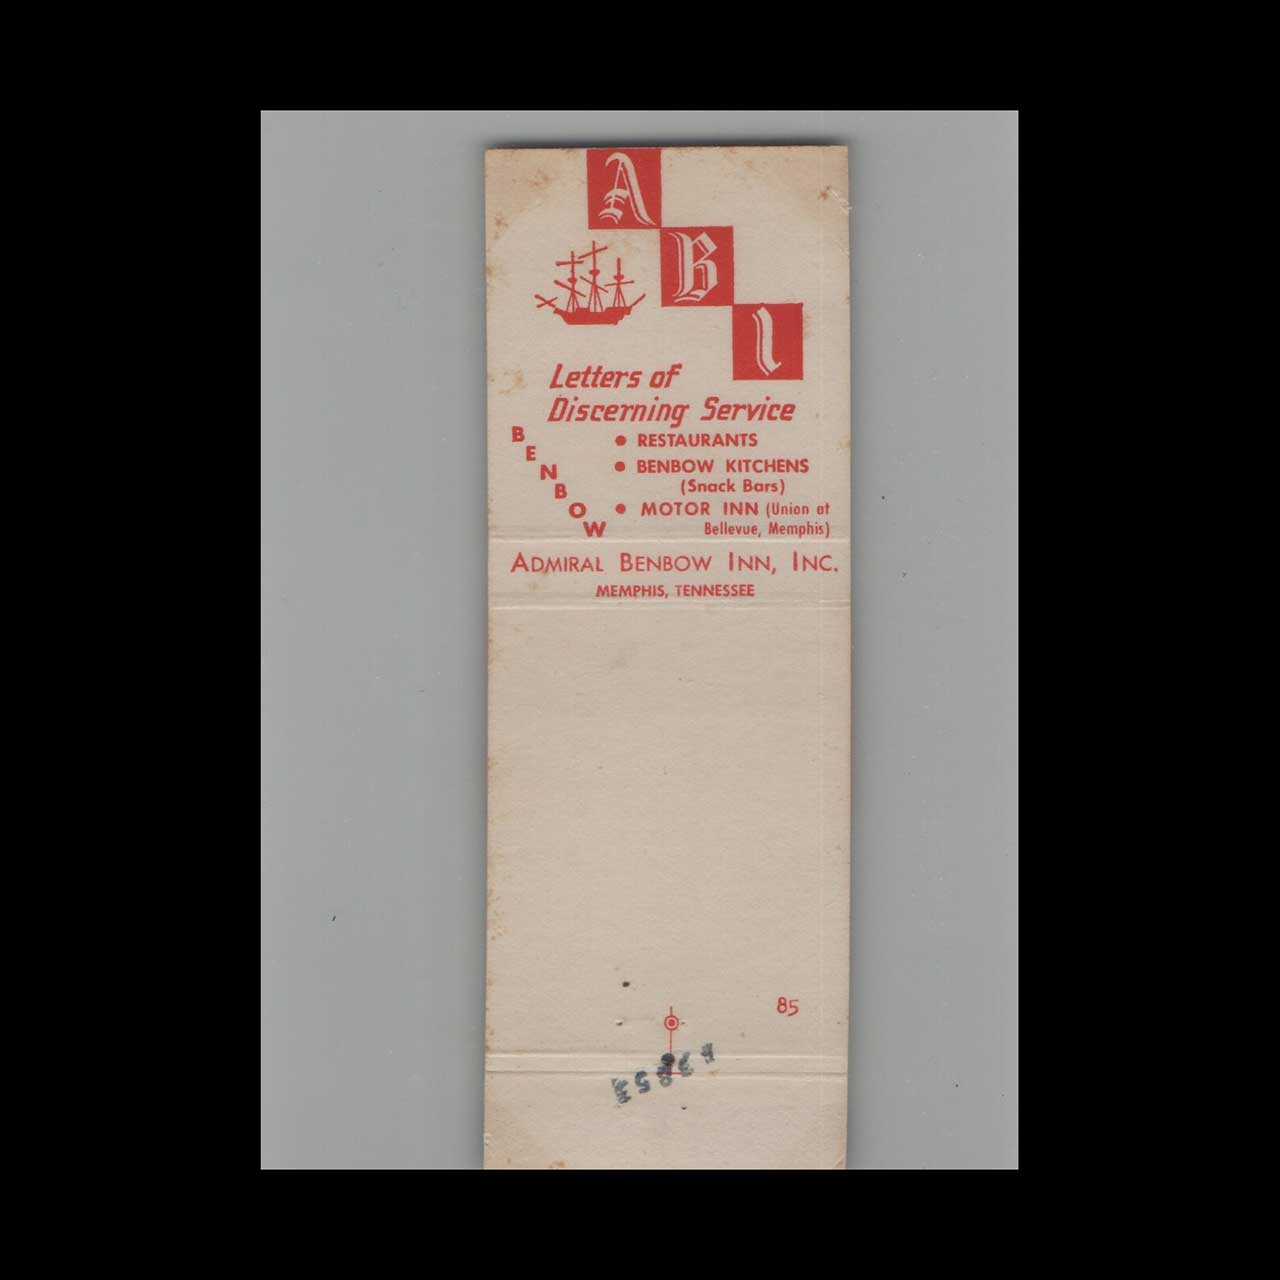 A
B
I
Letters of
Discerning Service
BENBOW
• RESTAURANTS
• BENBOW KITCHENS
(Snack Bars)
• MOTOR INN (Union at
Bellevue, Memphis)
ADMIRAL BENBOW INN, INC.
MEMPHIS, TENNESSEE
85